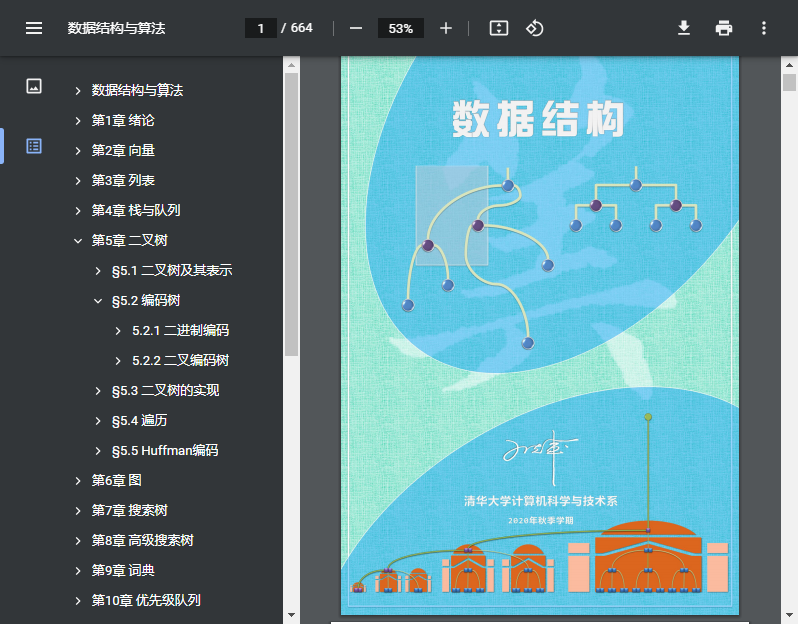 数据结构与算法
1 / 664
53%
数据结构与算法
第1章 绪论
第2章 向量
第3章 列表
第4章 栈与队列
第5章 二叉树
§5.1 二叉树及其表示
§5.2 编码树
5.2.1 二进制编码
5.2.2 二叉编码树
§5.3 二叉树的实现
§5.4 遍历
§5.5 Huffman编码
第6章 图
第7章 搜索树
第8章 高级搜索树
第9章 词典
第10章 优先级队列
数据结构
清华大学计算机科学与技术系
2020年秋季学期